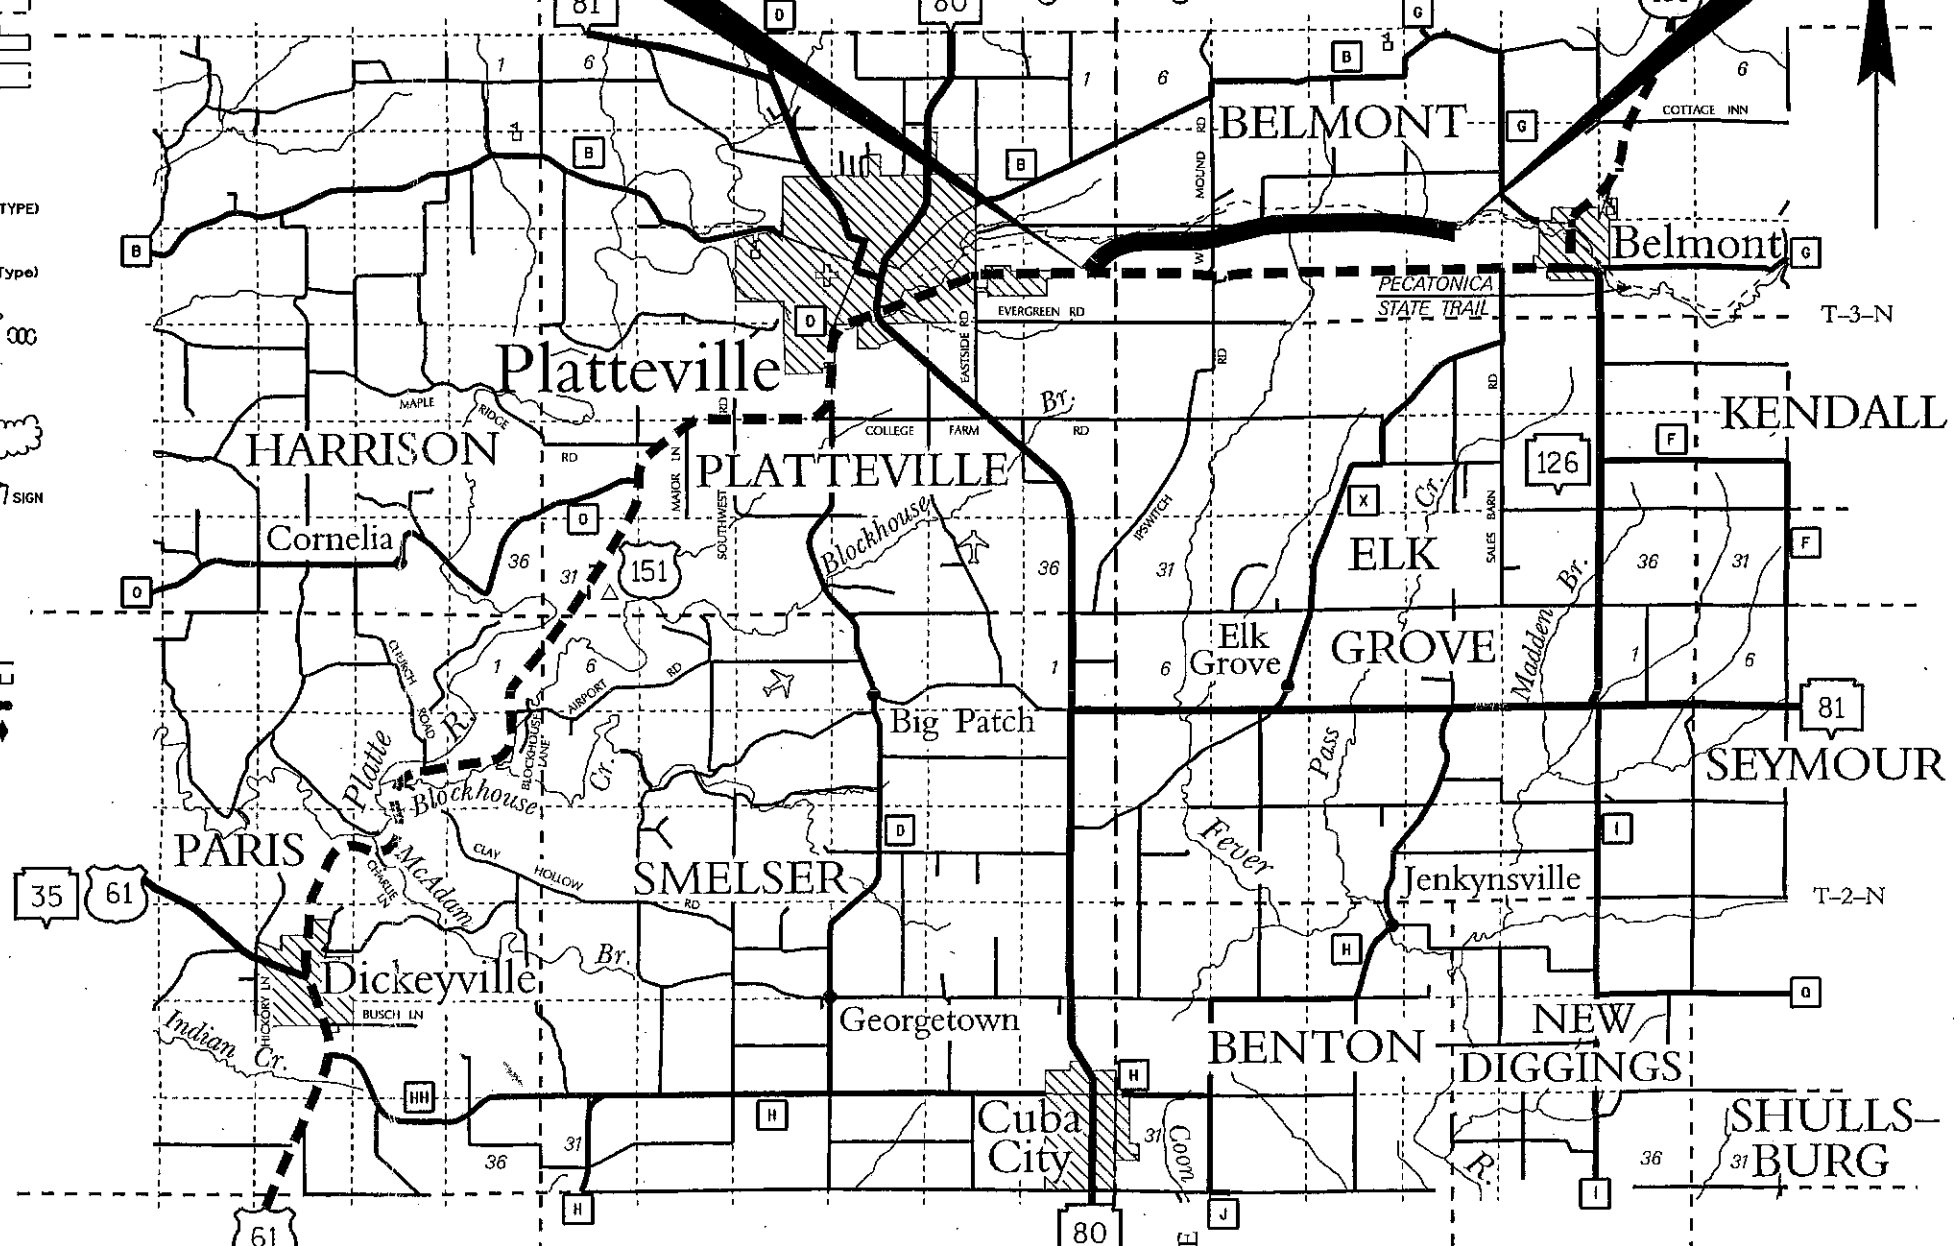 81
80
D
G
151
TYPE)
Type)
SIGN
1
6
B
1
6
B
6
COTTAGE INN
BELMONT
G
B
B
RD
MOUND
W
B
Belmont
G
PECATONICA
STATE TRAIL
T-3-N
D
EVERGREEN RD
EASTSIDE RD
RD
Platteville
MAPLE
RIDGE
RD
RD
Br.
COLLEGE FARM RD
RD
KENDALL
F
HARRISON
PLATTEVILLE
126
MAJOR LN
SOUTHWEST
Blockhouse
IPSWITCH
X
Cr.
SALES BARN
Cornelia
O
36
31
151
36
31
ELK
Br.
36
31
F
O
CHURCH
ROAD
1
6
AIRPORT RD
1
6
Elk
Grove
GROVE
Madden
1
6
R.
Big Patch
81
Platte
BLOCKHOUSE
LANE
Cr.
Blockhouse
Pass
SEYMOUR
PARIS
D
I
Fever
35
61
CHARLIE
LN
McAdam
CLAY HOLLOW RD
SMELSER
Jenkynsville
T-2-N
H
Br.
Dickeyville
HICKORY LN
BUSCH LN
Georgetown
Q
Indian Cr.
BENTON
NEW
DIGGINGS
HH
H
H
Cuba
City
31
Coon
SHULLS-
BURG
36
31
R.
36
31
H
J
I
61
80
E